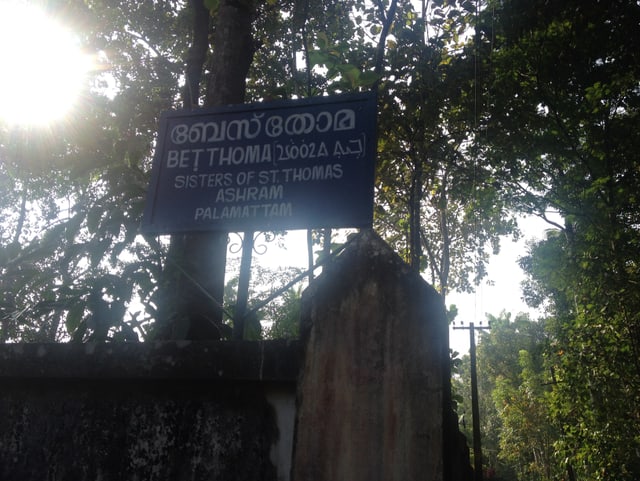 ബേസ് തോമ
BETTHOMA
SISTERS OF ST. THOMAS
ASHRAM
PALAMATTAM